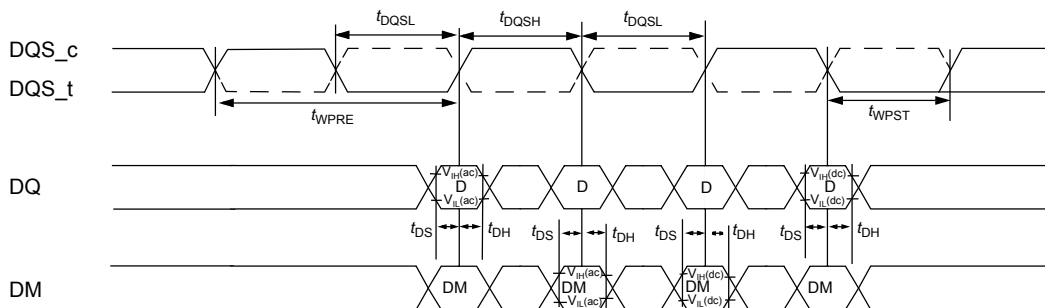 tDQSL tDQSH tDQSL
DQS_c
DQS_t
tWPRE tWPST
VIH(ac) VIH(dc)
DQ D D D D
VIL(ac) VIL(dc)
tDS tDH tDS tDH tDS tDH tDS tDH
VIH(ac) VIH(dc)
DM DM DM DM DM
VIL(ac) VIL(dc)